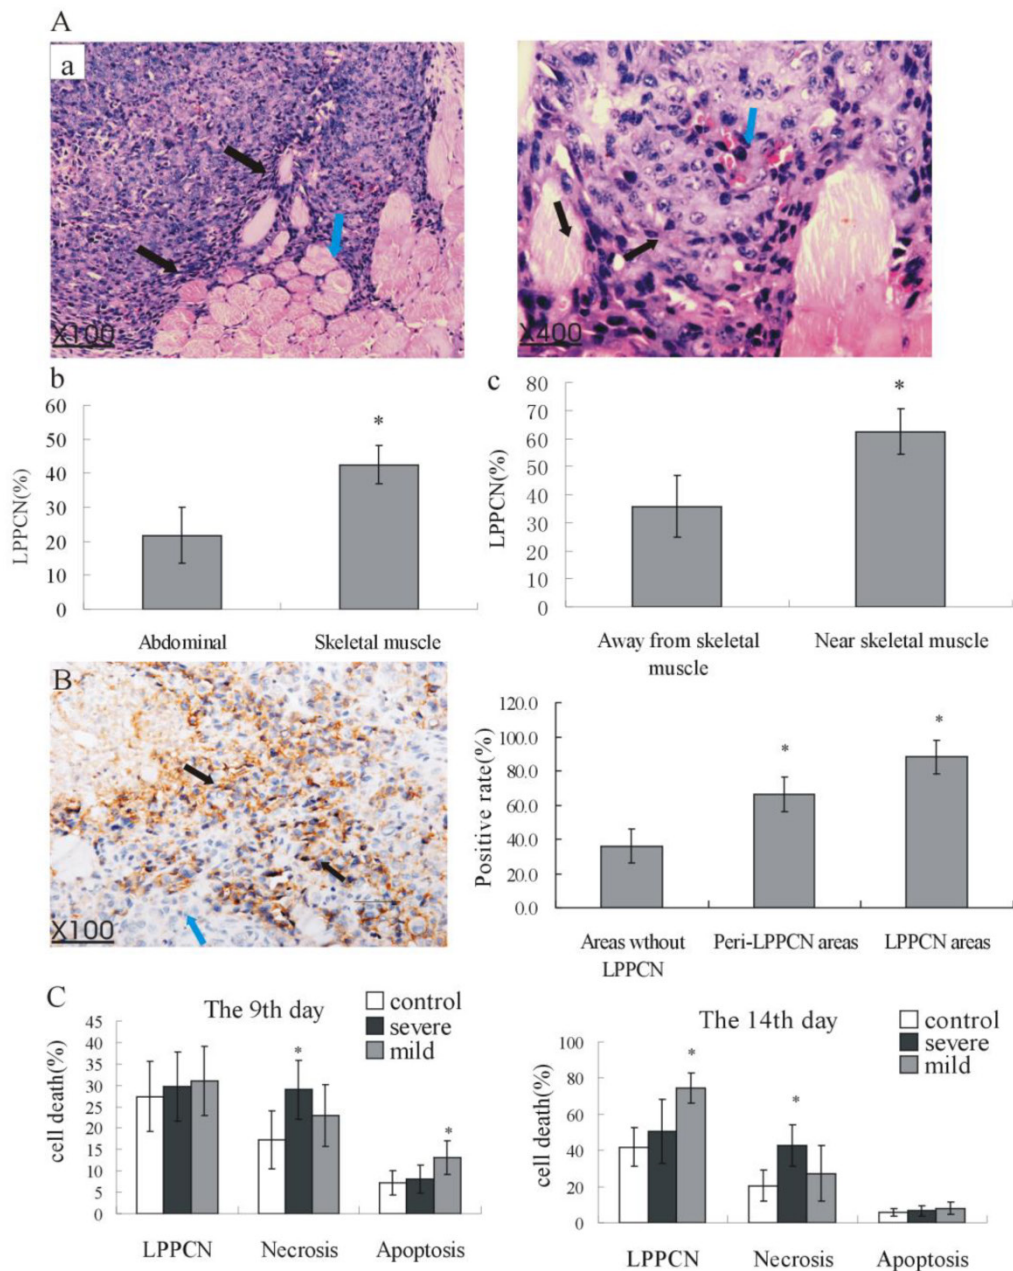 A
a
X100
X400
b
60
50
40
30
20
10
0
LPPCN(%)
*
Abdominal
Skeletal muscle
c
80
70
60
50
40
30
20
10
0
LPPCN(%)
*
Away from skeletal
muscle
Near skeletal muscle
B
X100
120.0
100.0
80.0
60.0
40.0
20.0
0.0
Positive rate(%)
*
*
Areas wthout
LPPCN
Peri-LPPCN areas
LPPCN areas
C
The 9th day
control
severe
mild
45
40
35
30
25
20
15
10
5
0
cell death(%)
*
*
LPPCN
Necrosis
Apoptosis
The 14th day
control
severe
mild
100
80
60
40
20
0
cell death(%)
*
*
LPPCN
Necrosis
Apoptosis